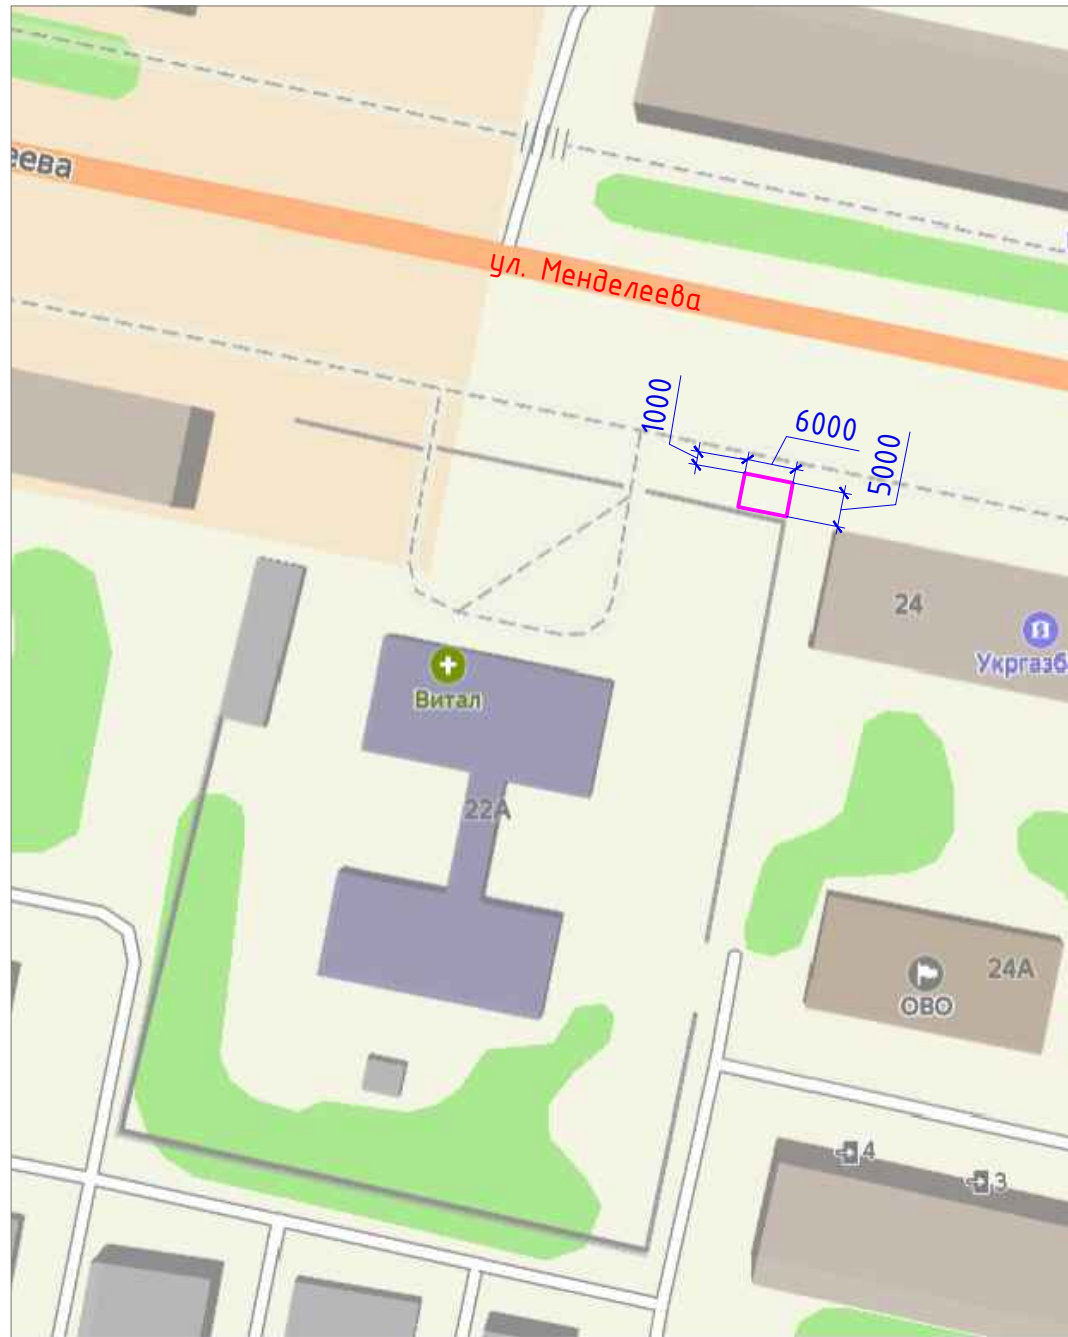 еева
ул. Менделеева
1000
6000
5000
24
Укргазб
Витал
22А
24А
ОВО
4
3